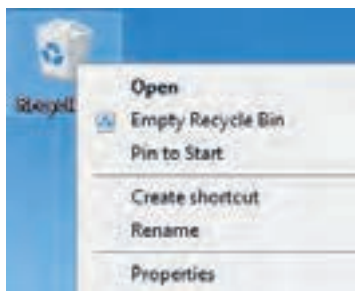 Open
Empty Recycle Bin
Pin to Start
Create shortcut
Rename
Properties